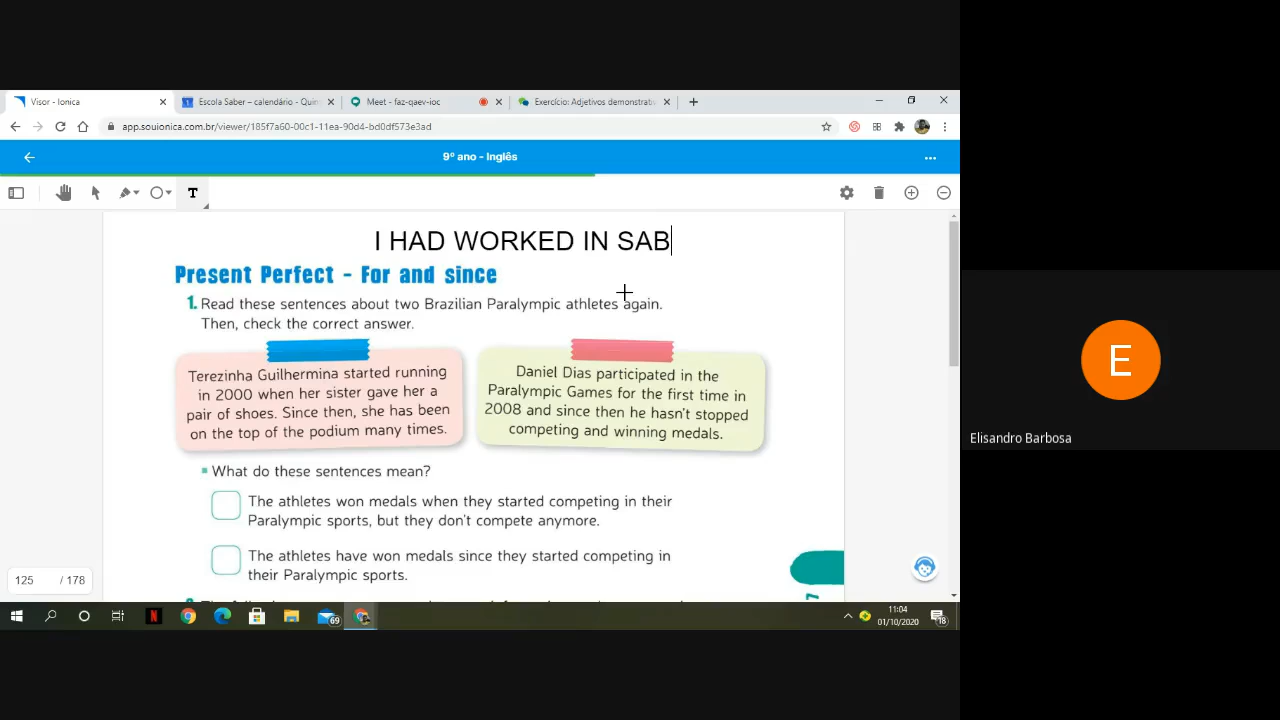 Visor - Ionica
Escola Saber – calendário - Quin
Meet - faz-qaev-ioc
Exercício: Adjetivos demonstrati
app.souionica.com.br/viewer/185f7a60-00c1-11ea-90d4-bd0df573e3ad
9º ano - Inglês
T
I HAD WORKED IN SAB
Present Perfect - For and since
1. Read these sentences about two Brazilian Paralympic athletes again.
Then, check the correct answer.
Terezinha Guilhermina started running
in 2000 when her sister gave her a
pair of shoes. Since then, she has been
on the top of the podium many times.
Daniel Dias participated in the
Paralympic Games for the first time in
2008 and since then he hasn't stopped
competing and winning medals.
What do these sentences mean?
The athletes won medals when they started competing in their
Paralympic sports, but they don't compete anymore.
The athletes have won medals since they started competing in
their Paralympic sports.
125 / 178
7
E
Elisandro Barbosa
N
69
11:04
01/10/2020
18